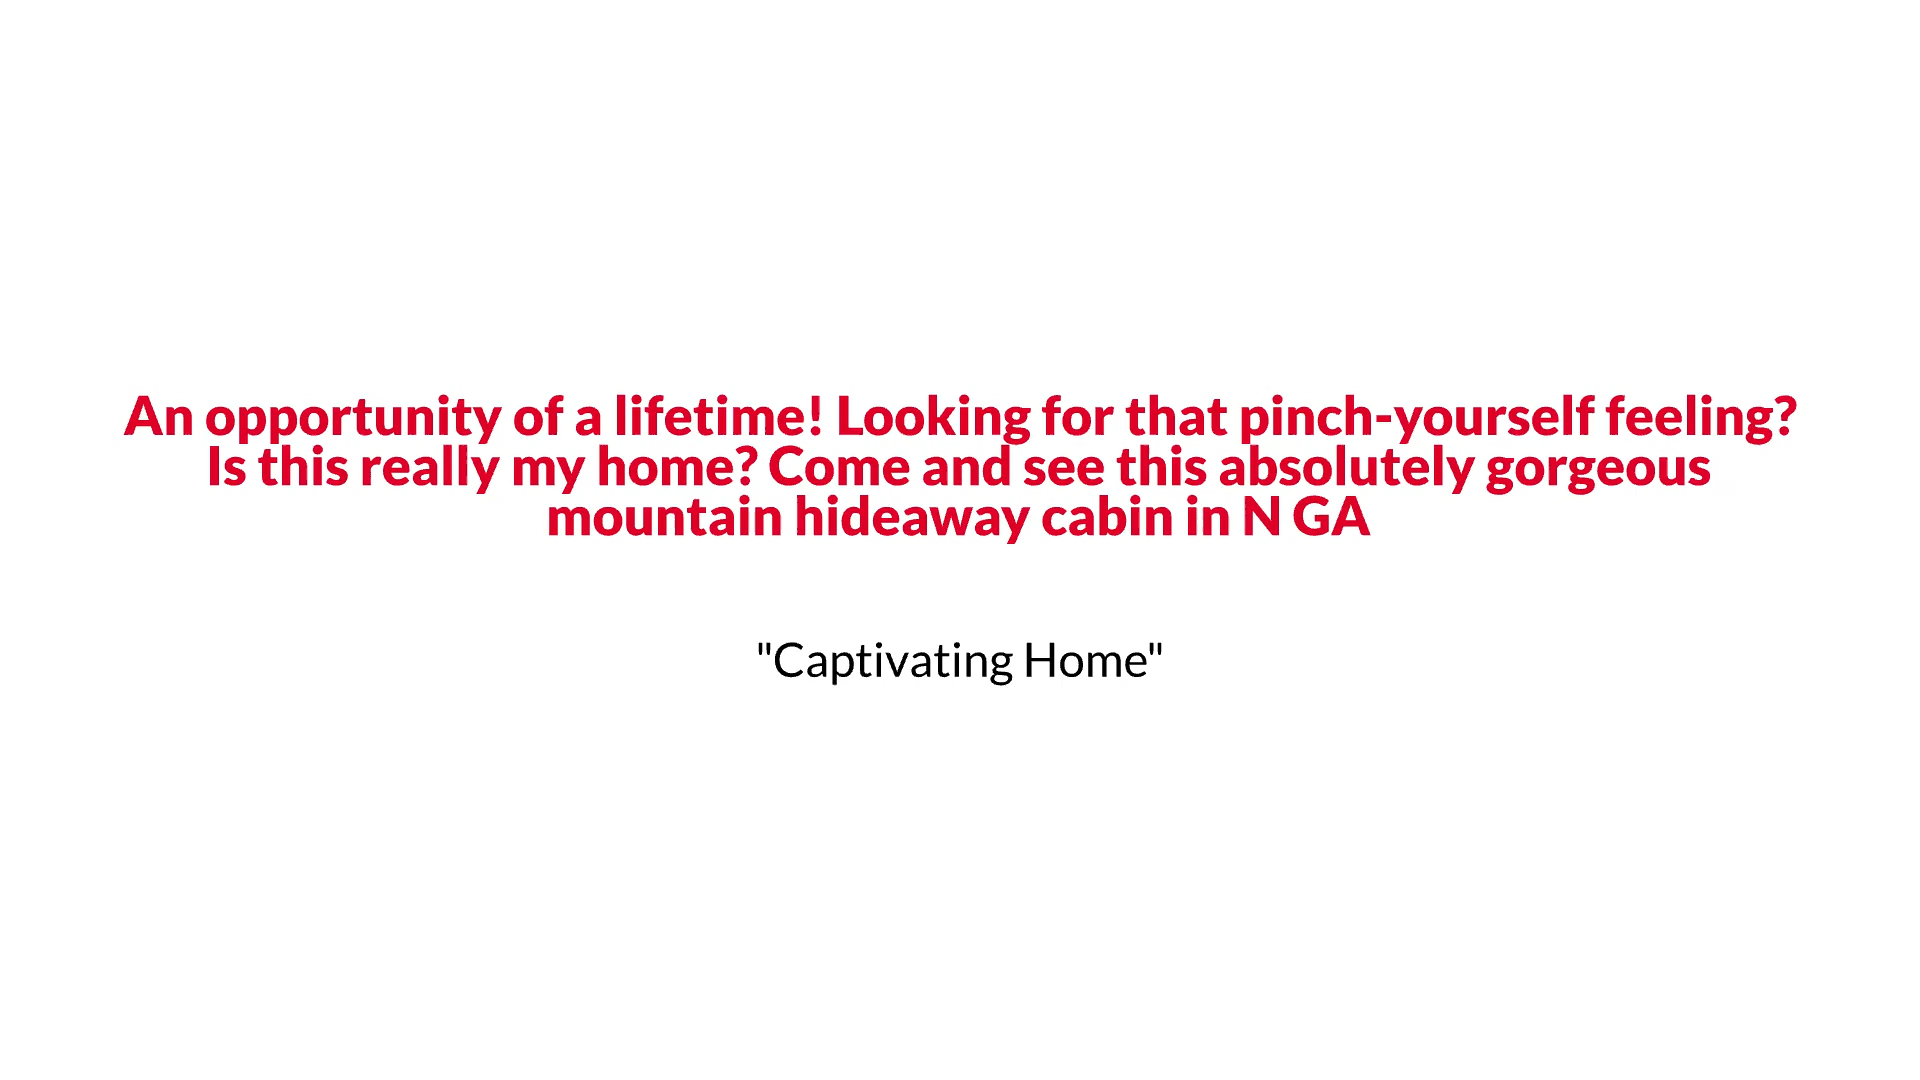 An opportunity of a lifetime! Looking for that pinch-yourself feeling?
Is this really my home? Come and see this absolutely gorgeous
mountain hideaway cabin in N GA
"Captivating Home"